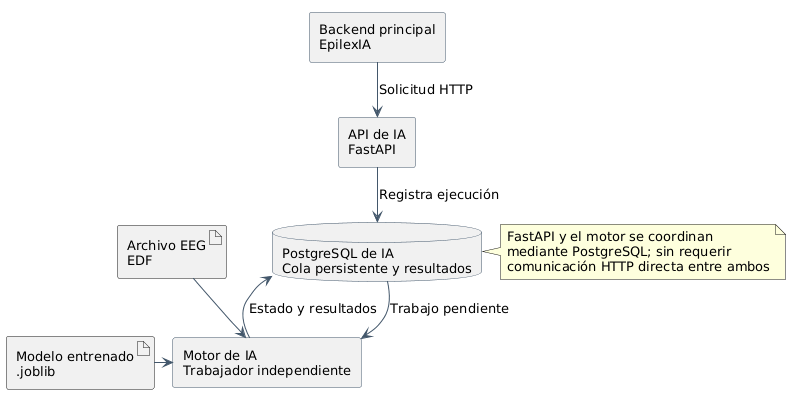 Backend principal
EpilexIA
Solicitud HTTP
API de IA
FastAPI
Registra ejecución
Archivo EEG
EDF
PostgreSQL de IA
Cola persistente y resultados
FastAPI y el motor se coordinan
mediante PostgreSQL; sin requerir
comunicación HTTP directa entre ambos
Estado y resultados
Trabajo pendiente
Modelo entrenado
.joblib
Motor de IA
Trabajador independiente